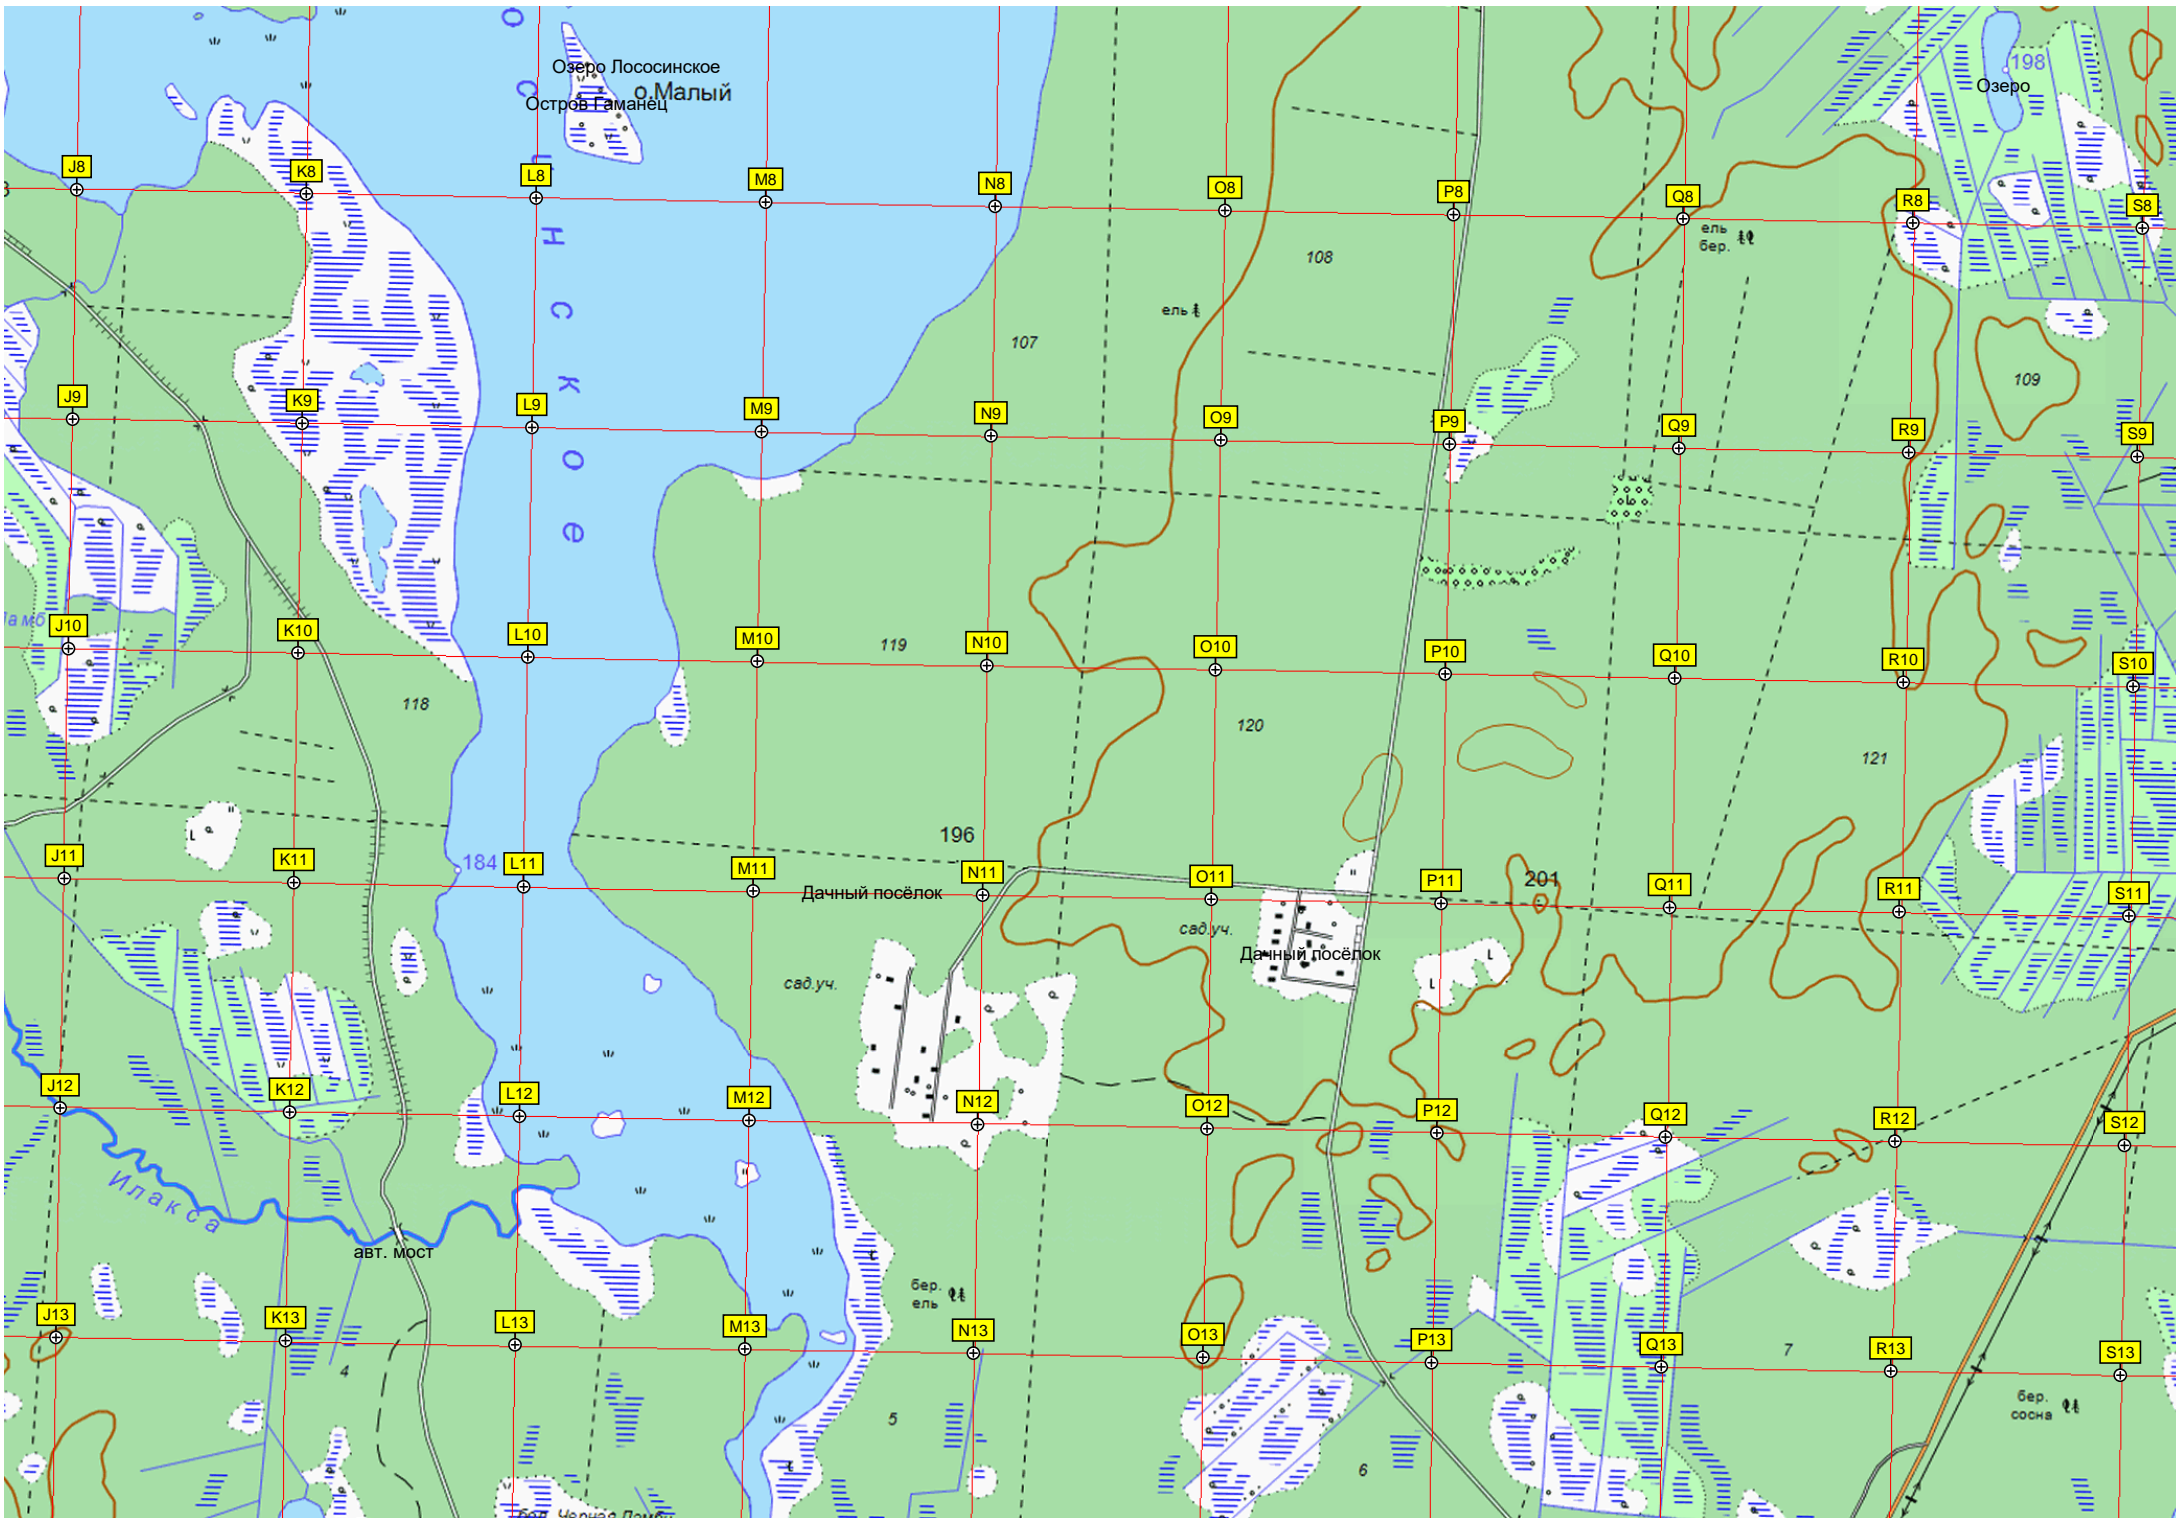 о
с
о
с
и
Озеро Лососинское
о.Малый
Остров Гаманец
198
Озеро
J8
K8
L8
M8
N8
O8
P8
Q8
R8
S8
н
ель
бер.
108
с
ель
107
к
109
J9
K9
L9
M9
N9
O9
P9
Q9
R9
S9
о
е
J10
K10
L10
M10
N10
O10
P10
Q10
R10
S10
119
118
120
121
196
184
J11
K11
L11
M11
N11
O11
P11
Q11
R11
S11
201
Дачный посёлок
сад.уч.
Дачный посёлок
сад.уч.
J12
K12
L12
M12
N12
O12
P12
Q12
R12
S12
Илакса
авт. мост
бер.
ель
J13
K13
L13
M13
N13
O13
P13
Q13
R13
S13
4
7
5
бер.
сосна
6